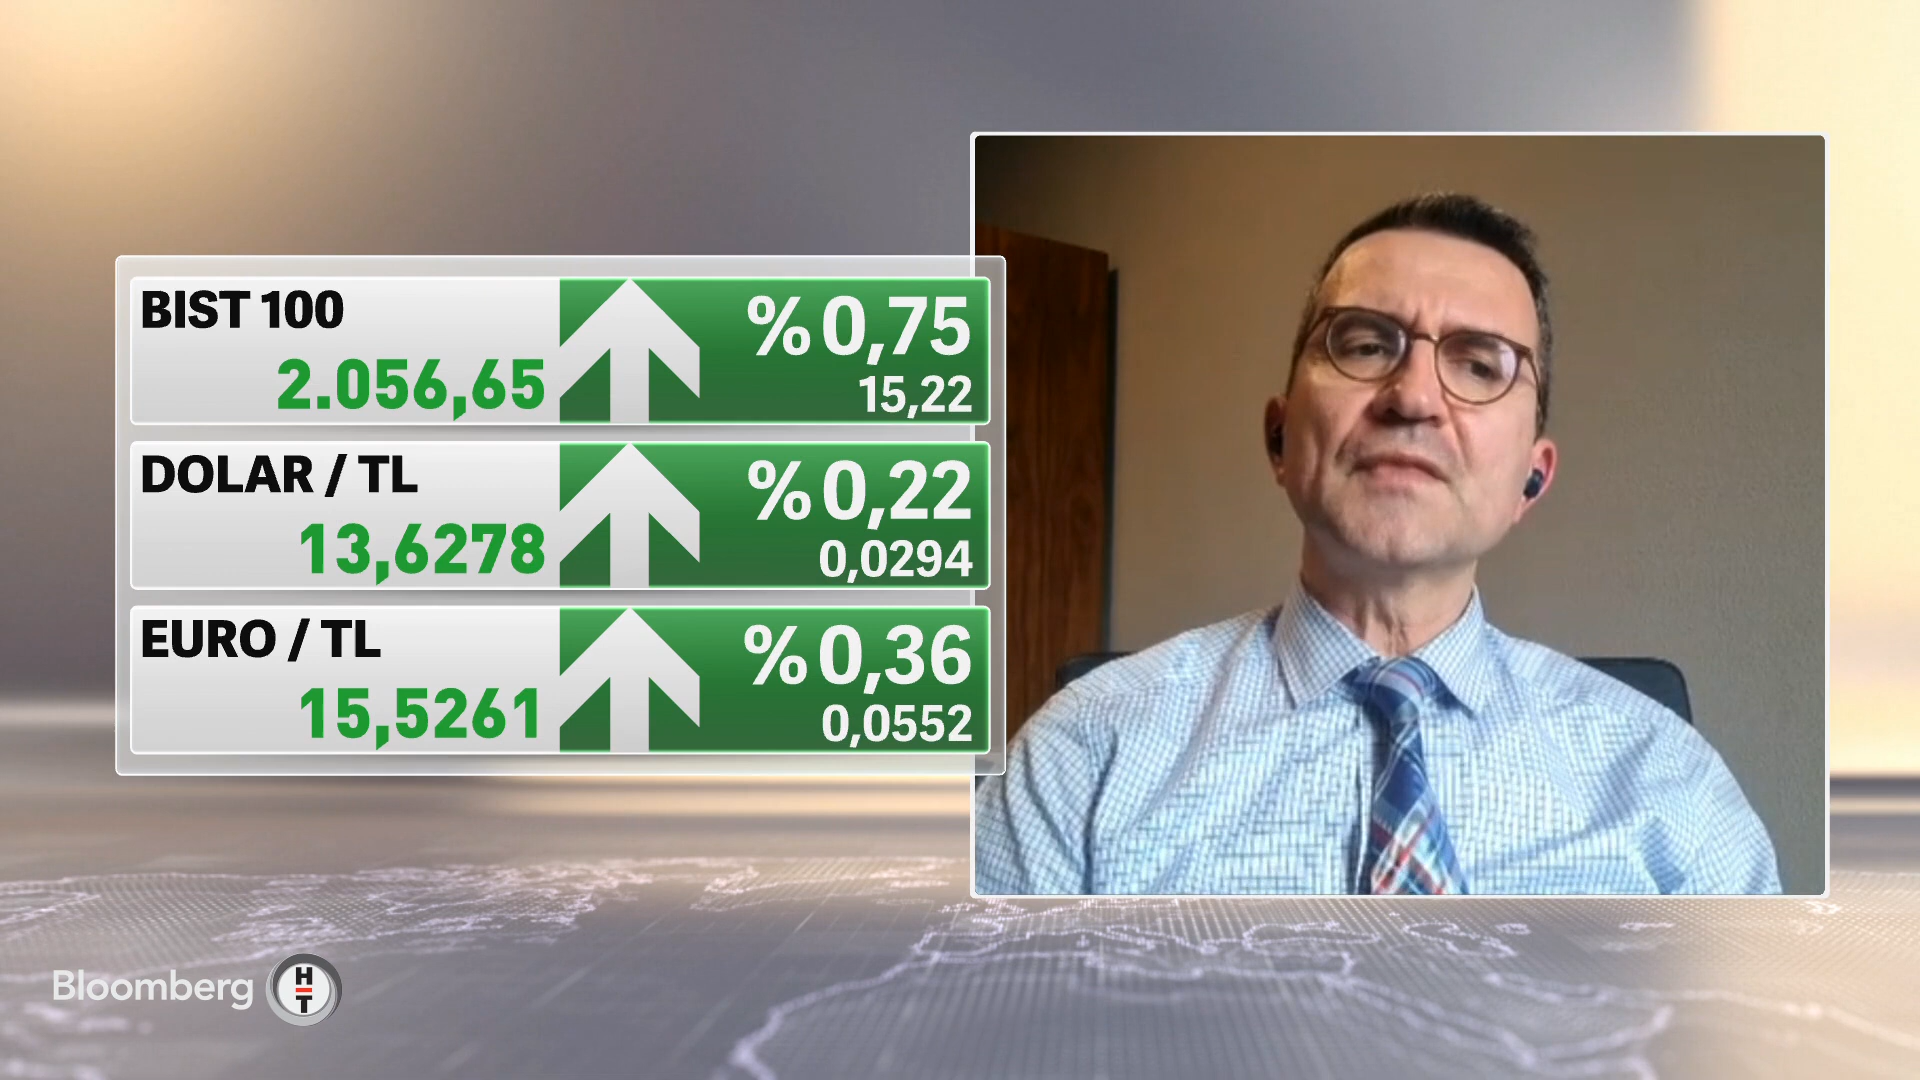 BIST 100
2.056,65
%0,75
15,22
DOLAR / TL
13,6278
%0,22
0,0294
EURO / TL
15,5261
%0,36
0,0552
Bloomberg HT